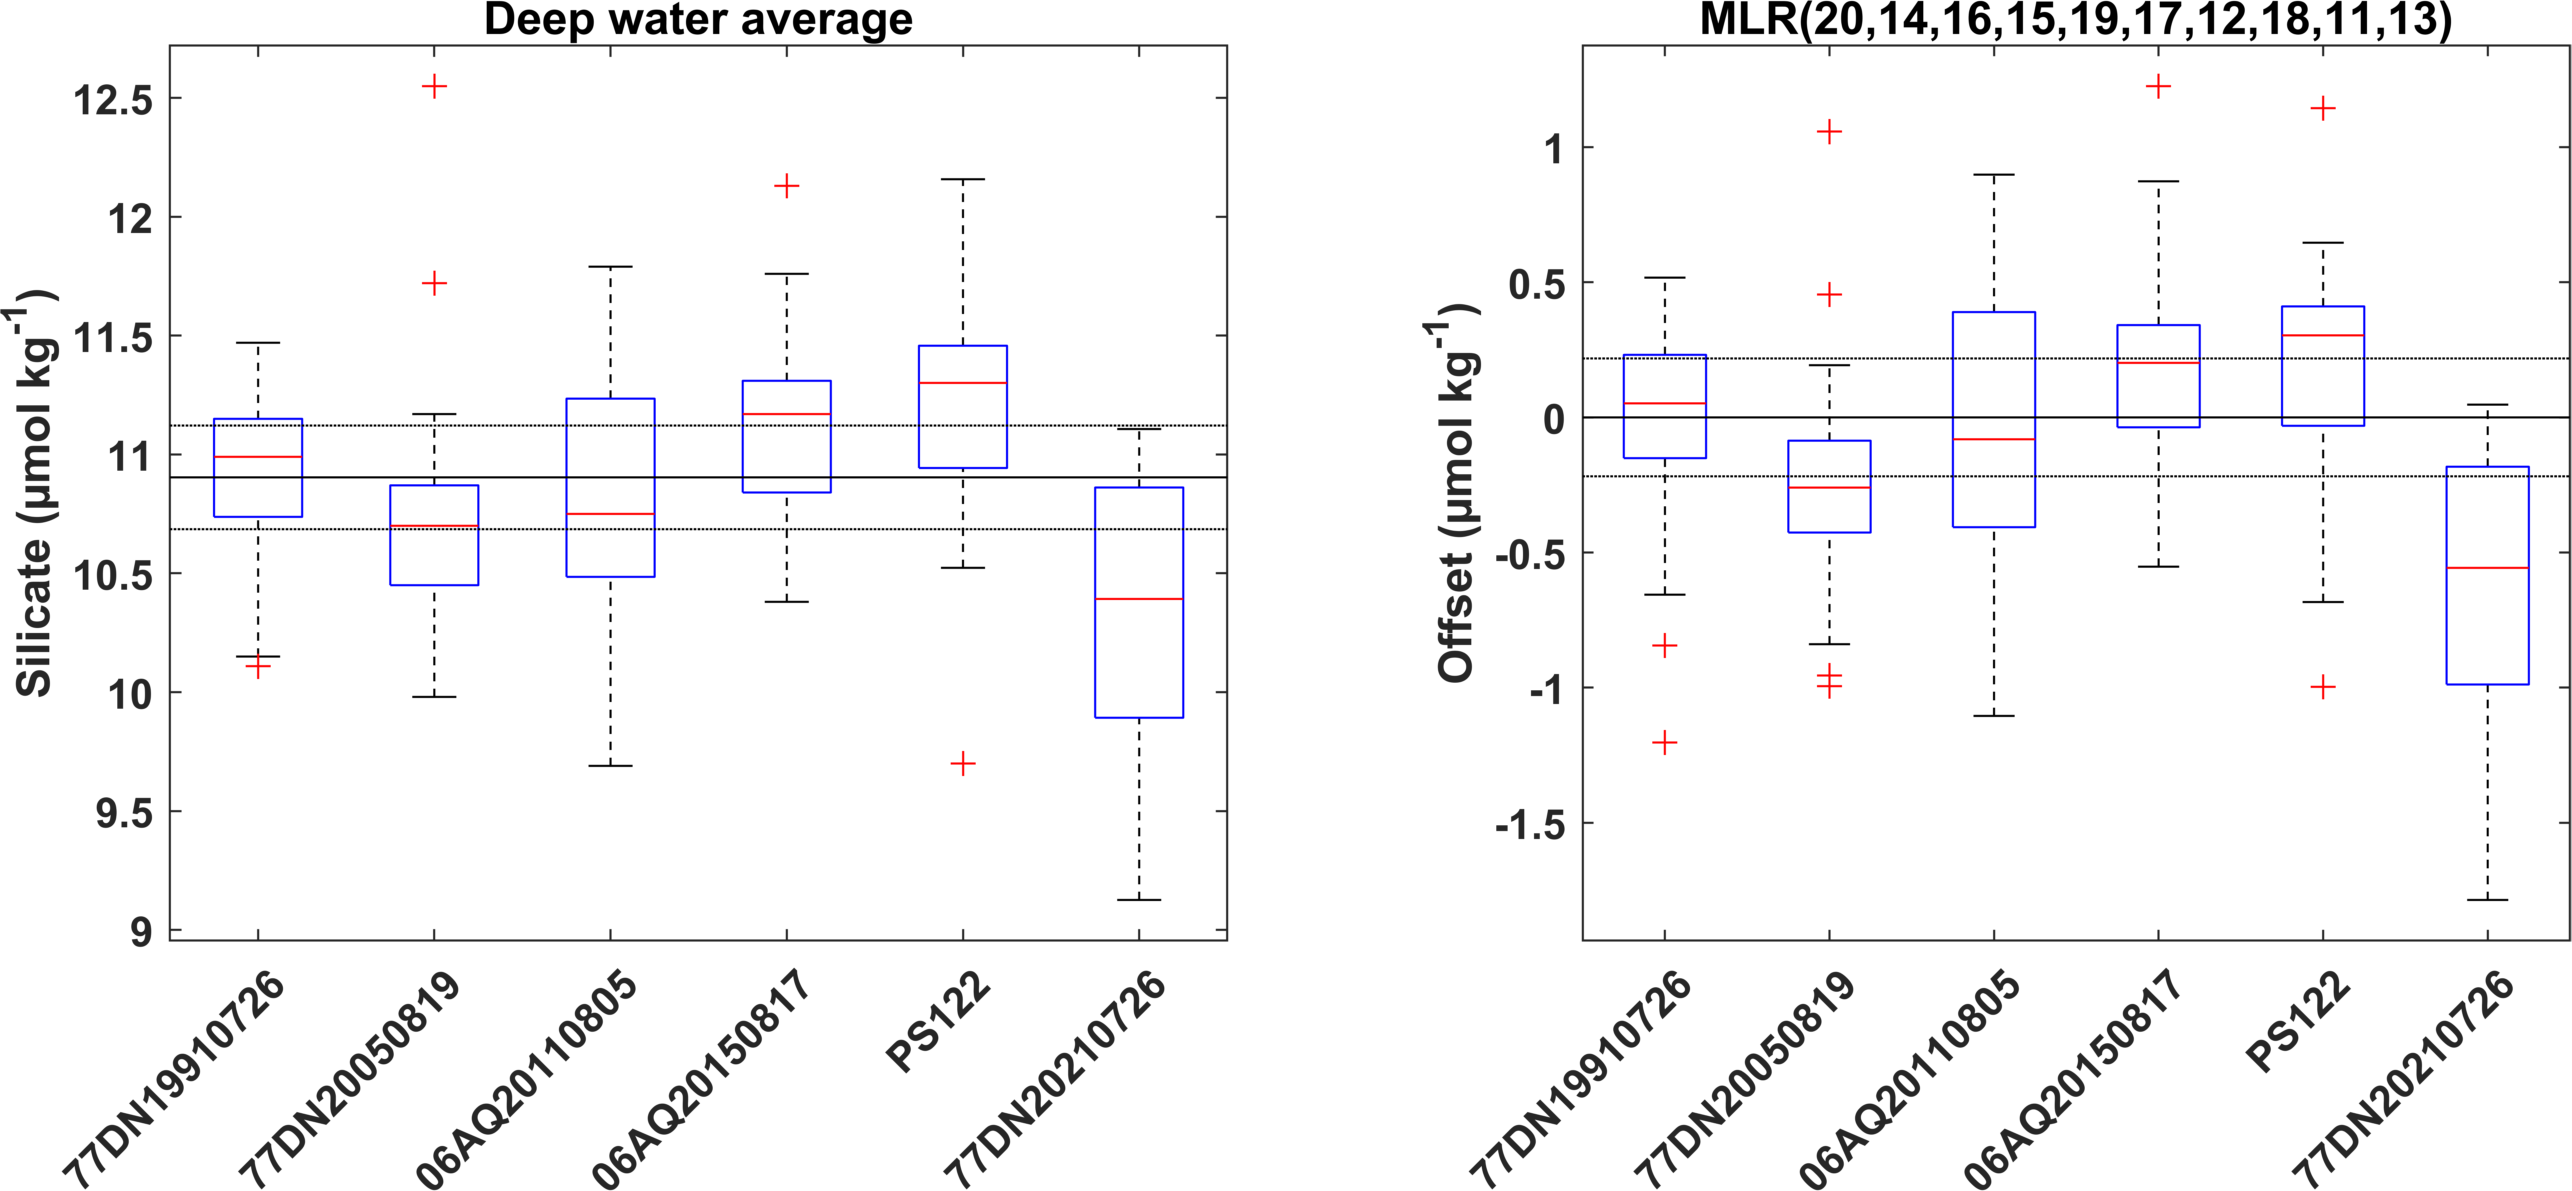 Deep water average
12.5
12
11.5
11
10.5
10
9.5
9
Silicate (µmol kg-1)
77DN19910726
77DN20050819
06AQ20110805
06AQ20150817
PS122
77DN20210726
MLR(20,14,16,15,19,17,12,18,11,13)
1
0.5
0
-0.5
-1
-1.5
Offset (µmol kg-1)
77DN19910726
77DN20050819
06AQ20110805
06AQ20150817
PS122
77DN20210726